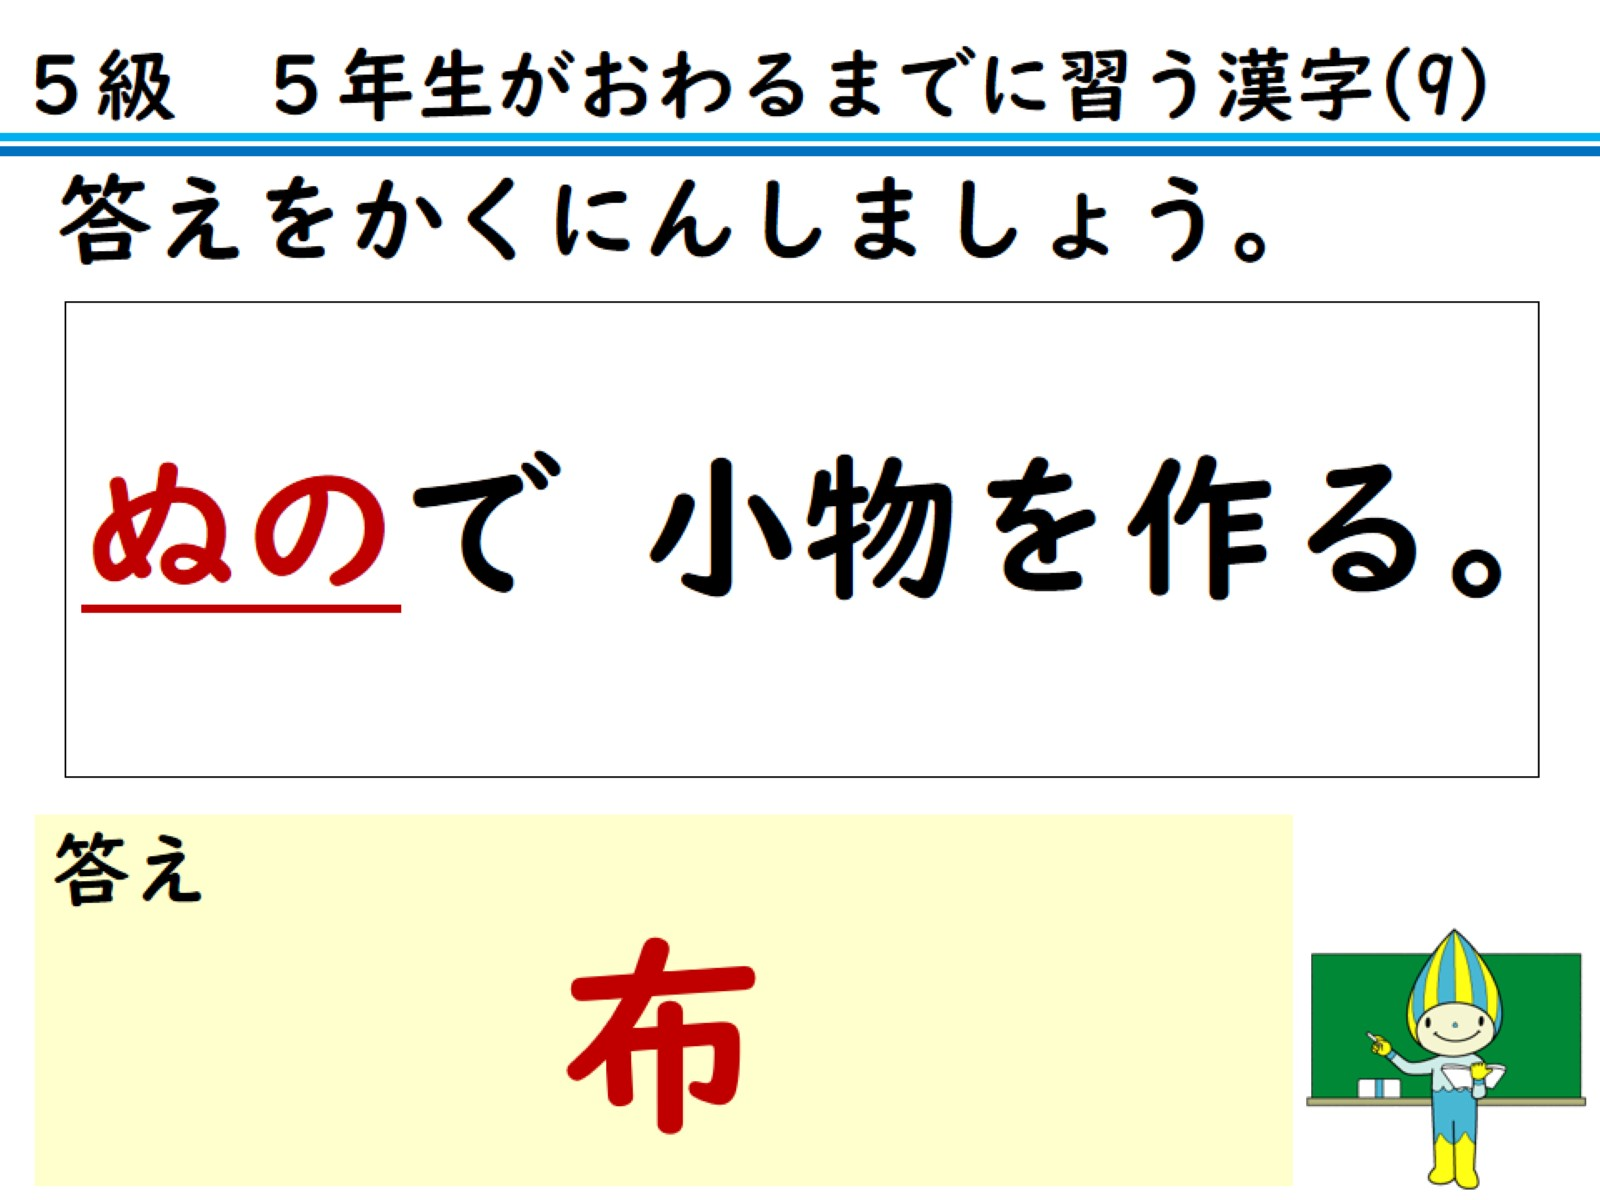 ５級　５年生がおわるまでに習う漢字(9)
答えをかくにんしましょう。
ぬので 小物を作る。
答え
布